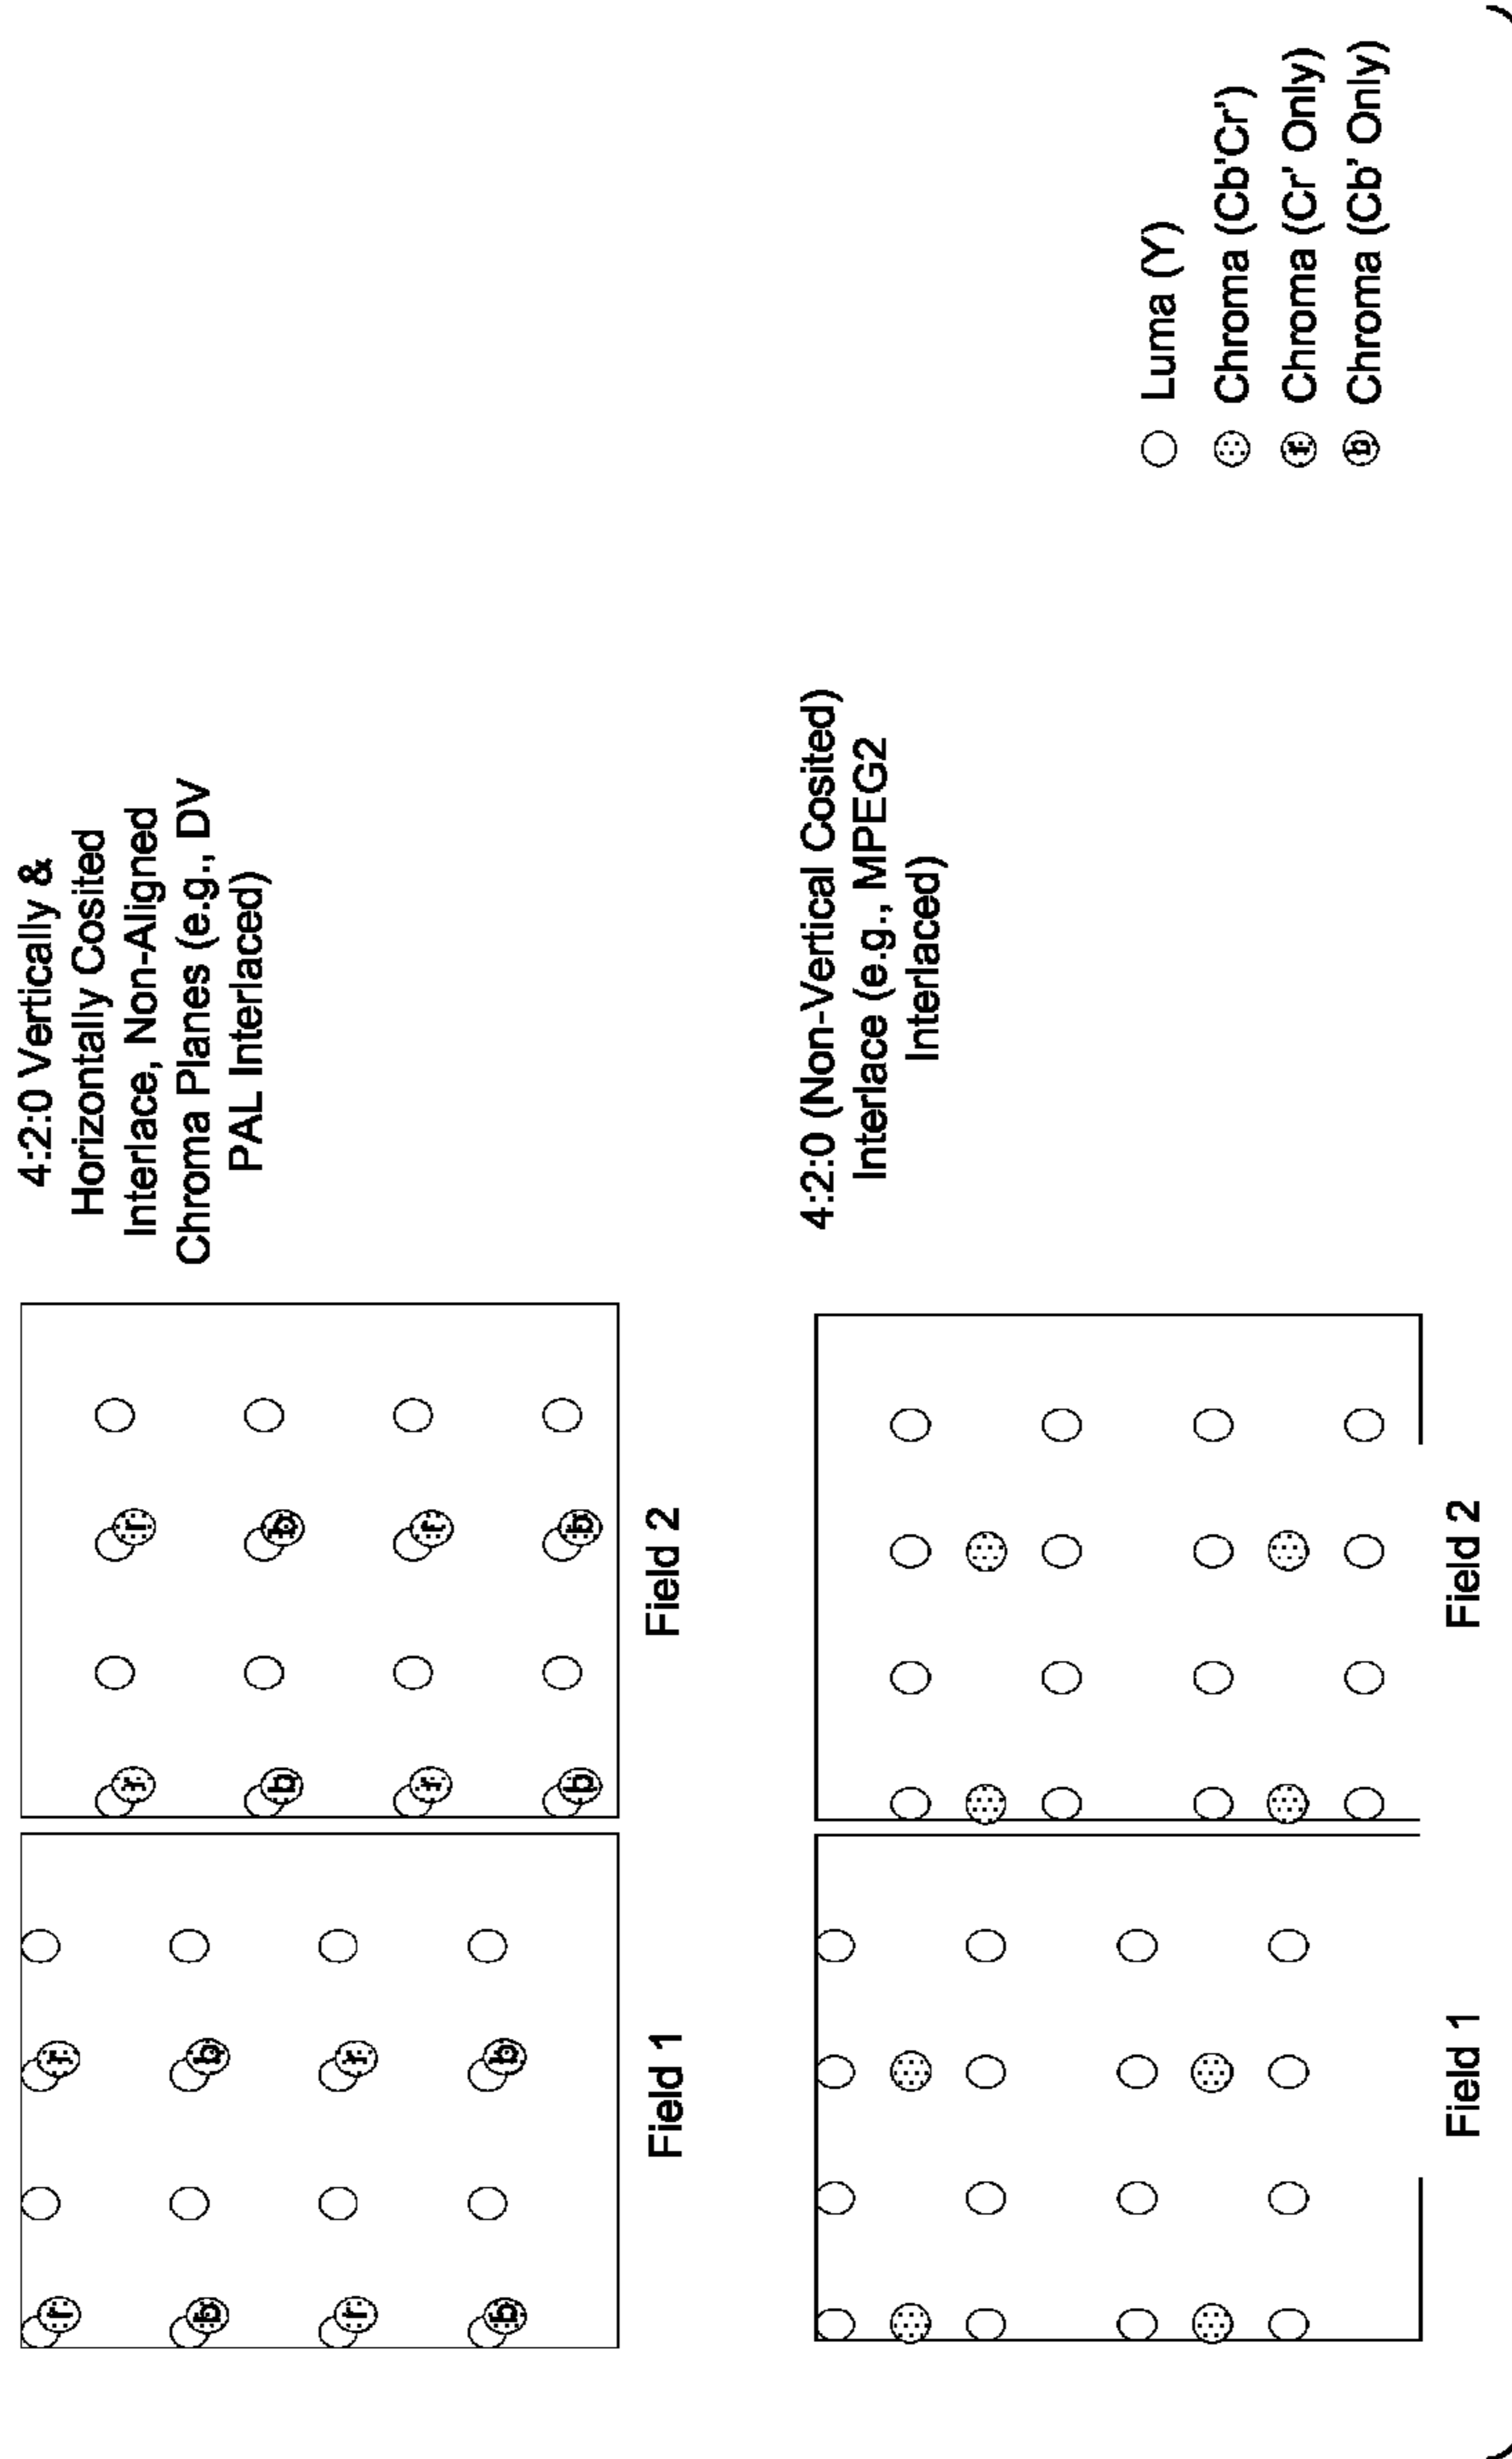 4:2:0 Vertically &
Horizontally Cosited
Interlace, Non-Aligned
Chroma Planes (e.g., DV
PAL Interlaced)
r
r
r
r
b
b
b
b
r
r
r
r
b
b
b
b
Field 1
Field 2
4:2:0 (Non-Vertical Cosited)
Interlace (e.g., MPEG2
Interlaced)
Field 1
Field 2
Luma (Y)
Chroma (Cb'Cr')
r Chroma (Cr' Only)
b Chroma (Cb' Only)